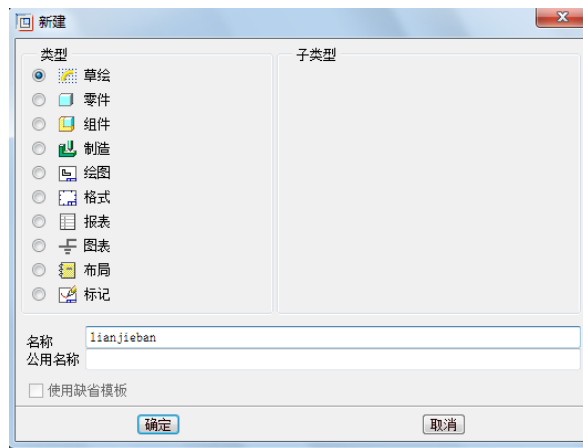 新建
类型
子类型
草绘
零件
组件
制造
绘图
格式
报表
图表
布局
标记
名称 lianjieban
公用名称
使用缺省模板
确定 取消